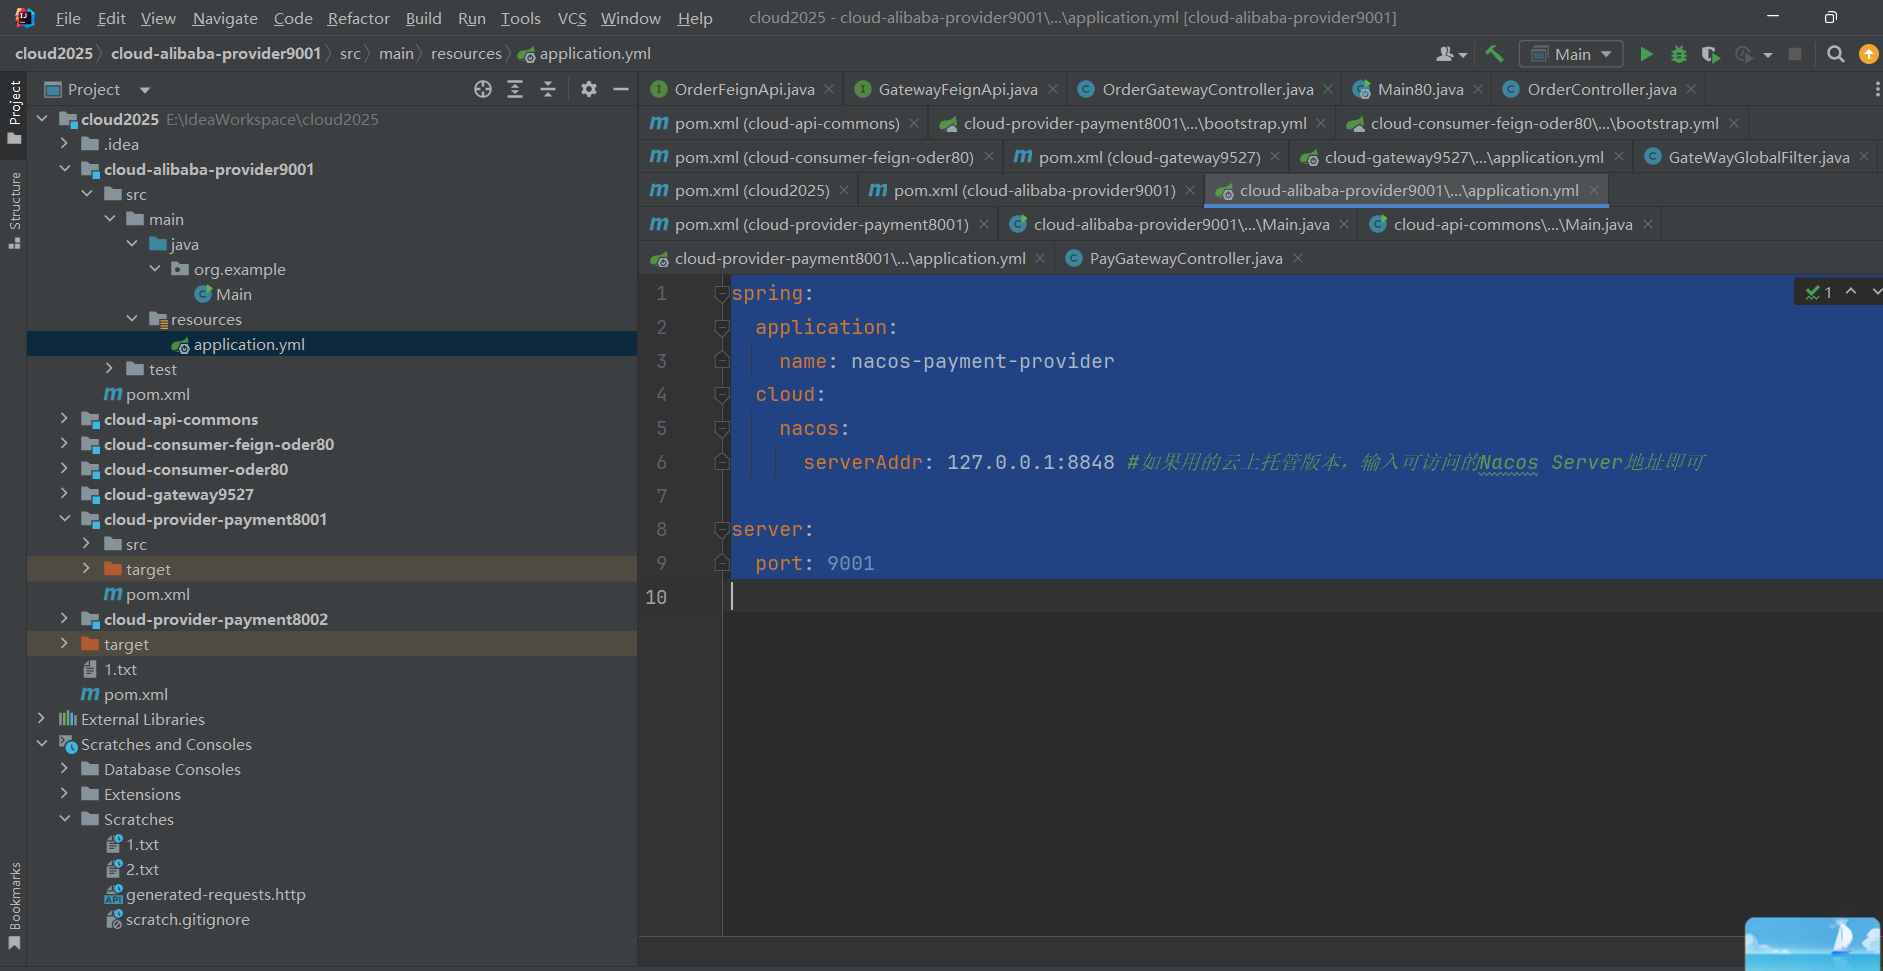 File Edit View Navigate Code Refactor Build Run Tools VCS Window Help cloud2025 - cloud-alibaba-provider9001\...\application.yml [cloud-alibaba-provider9001]
cloud2025 cloud-alibaba-provider9001 src main resources application.yml Main
Project
Structure
Bookmarks
Project
cloud2025 E:\IdeaWorkspace\cloud2025
.idea
cloud-alibaba-provider9001
src
main
java
org.example
Main
resources
application.yml
test
pom.xml
cloud-api-commons
cloud-consumer-feign-oder80
cloud-consumer-oder80
cloud-gateway9527
cloud-provider-payment8001
src
target
pom.xml
cloud-provider-payment8002
target
1.txt
pom.xml
External Libraries
Scratches and Consoles
Database Consoles
Extensions
Scratches
1.txt
2.txt
generated-requests.http
scratch.gitignore
OrderFeignApi.java GatewayFeignApi.java OrderGatewayController.java Main80.java OrderController.java
pom.xml (cloud-api-commons) cloud-provider-payment8001\...\bootstrap.yml cloud-consumer-feign-oder80\...\bootstrap.yml
pom.xml (cloud-consumer-feign-oder80) pom.xml (cloud-gateway9527) cloud-gateway9527\...\application.yml GateWayGlobalFilter.java
pom.xml (cloud2025) pom.xml (cloud-alibaba-provider9001) cloud-alibaba-provider9001\...\application.yml
pom.xml (cloud-provider-payment8001) cloud-alibaba-provider9001\...\Main.java cloud-api-commons\...\Main.java
cloud-provider-payment8001\...\application.yml PayGatewayController.java
1 spring: 1
2 application:
3 name: nacos-payment-provider
4 cloud:
5 nacos:
6 serverAddr: 127.0.0.1:8848 #如果用的云上托管版本，输入可访问的Nacos Server地址即可
7
8 server:
9 port: 9001
10